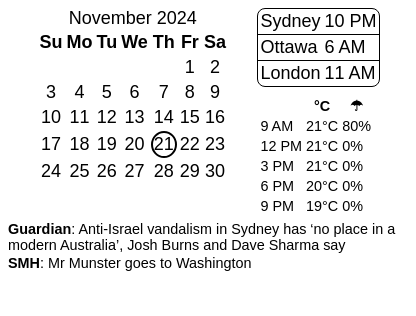 November 2024
Su Mo Tu We Th Fr Sa
1 2
3 4 5 6 7 8 9
10 11 12 13 14 15 16
17 18 19 20 21 22 23
24 25 26 27 28 29 30
Sydney 10 PM
Ottawa 6 AM
London 11 AM
°C ☂
9 AM 21°C 80%
12 PM 21°C 0%
3 PM 21°C 0%
6 PM 20°C 0%
9 PM 19°C 0%
Guardian: Anti-Israel vandalism in Sydney has ‘no place in a
modern Australia’, Josh Burns and Dave Sharma say
SMH: Mr Munster goes to Washington